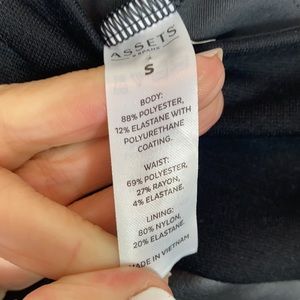 ASSETS
S
BODY:
88% POLYESTER,
12% ELASTANE WITH
POLYURETHANE
COATING.
WAIST:
69% POLYESTER,
27% RAYON,
4% ELASTANE.
LINING:
80% NYLON,
20% ELASTANE.
MADE IN VIETNAM